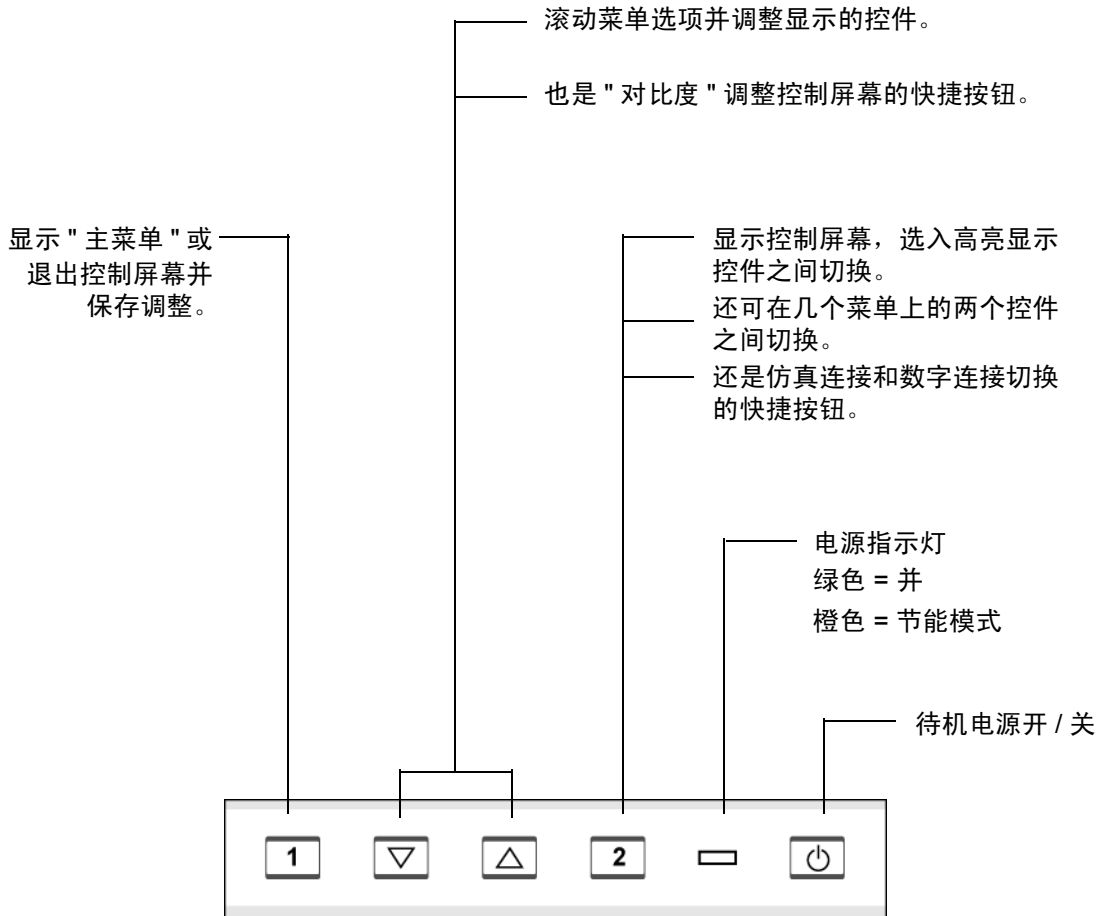 滚动菜单选项并调整显示的控件。
也是 " 对比度 " 调整控制屏幕的快捷按钮。
显示 " 主菜单 " 或
退出控制屏幕并
保存调整。
显示控制屏幕，选入高亮显示
控件之间切换。
还可在几个菜单上的两个控件
之间切换。
还是仿真连接和数字连接切换
的快捷按钮。
电源指示灯
绿色 = 并
橙色 = 节能模式
待机电源开 / 关
1
2